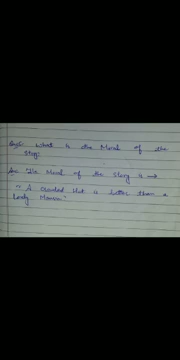 Que: What is the Moral of the
Story?
Ans: The Moral of the Story is →
"A crowded Hut is better than a
Lonely Mansion"